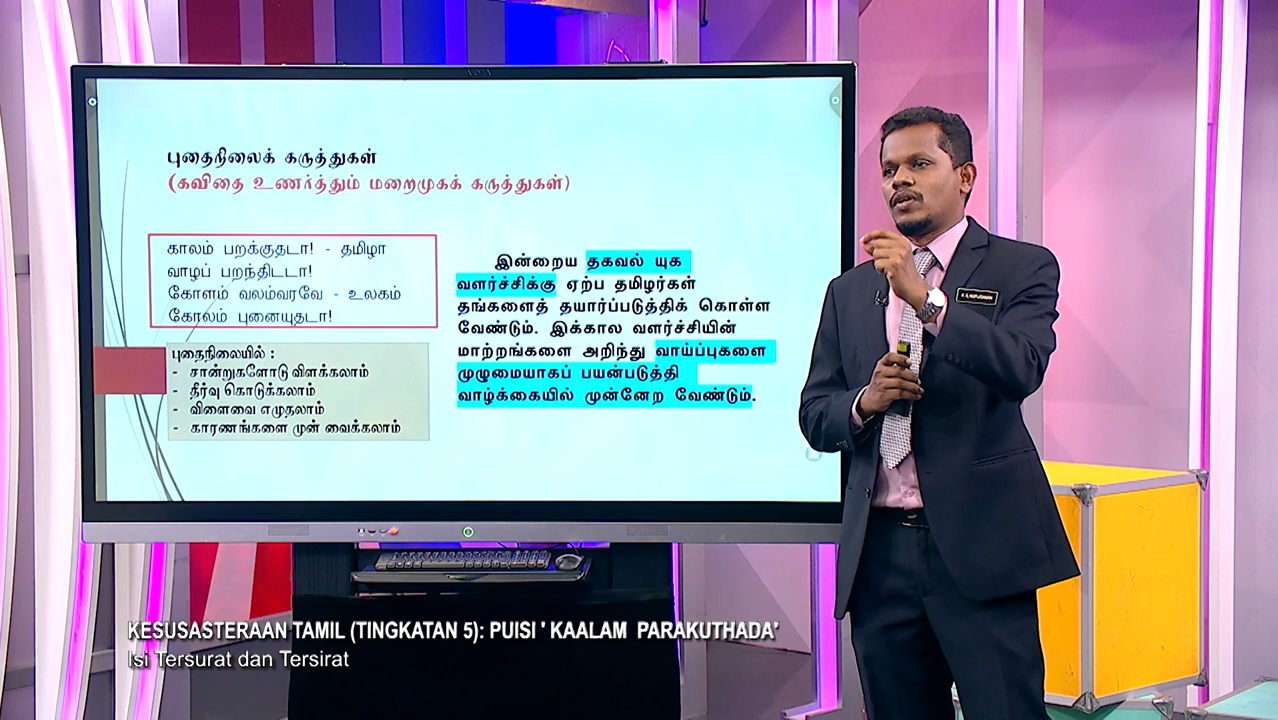 புதைநிலைக் கருத்துகள்
(கவிதை உணர்த்தும் மறைமுகக் கருத்துகள்)
காலம் பறக்குதடா! - தமிழா
வாழப் பறந்திடடா!
கோளம் வலம்வரவே - உலகம்
கேரலம் புனையுதடா!
புதைநிலையில் :
- சான்றுகளோடு விளக்கலாம்
- தீர்வு கொடுக்கலாம்
- விளைவை எழுதலாம்
- காரணங்களை முன் வைக்கலாம்
இன்றைய தகவல் யுக
வளர்ச்சிக்கு ஏற்ப தமிழர்கள்
தங்களைத் தயார்ப்படுத்திக் கொள்ள
வேண்டும். இக்கால வளர்ச்சியின்
மாற்றங்களை அறிந்து வாய்ப்புகளை
முழுமையாகப் பயன்படுத்தி
வாழ்க்கையில் முன்னேற வேண்டும்.
KESUSASTERAAN TAMIL (TINGKATAN 5): PUISI ' KAALAM PARAKUTHADA'
Isi Tersurat dan Tersirat